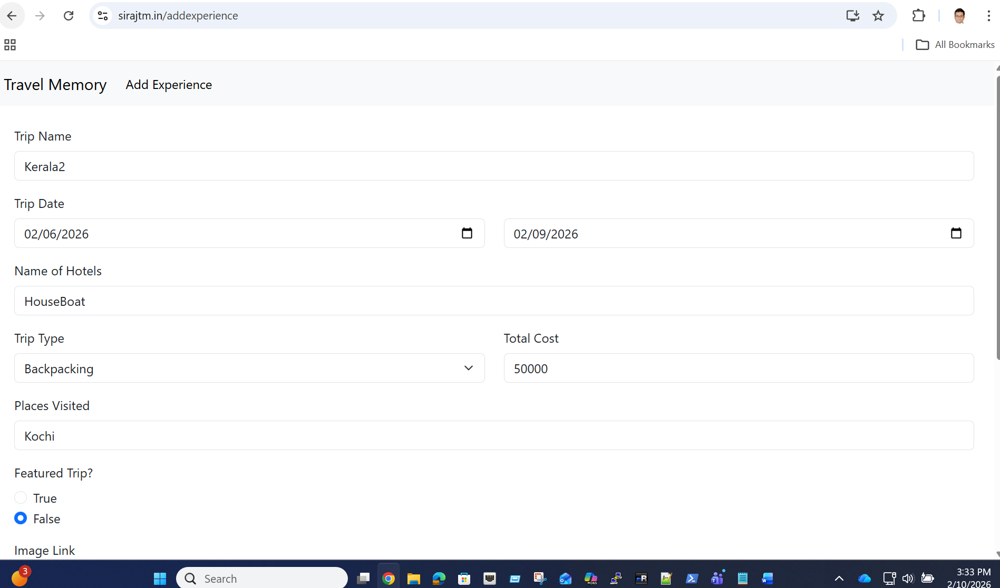 sirajtm.in/addexperience
All Bookmarks
Travel Memory Add Experience
Trip Name
Kerala2
Trip Date
02/06/2026 02/09/2026
Name of Hotels
HouseBoat
Trip Type Total Cost
Backpacking 50000
Places Visited
Kochi
Featured Trip?
True
False
Image Link
3 Search M365 3:33 PM
2/10/2026